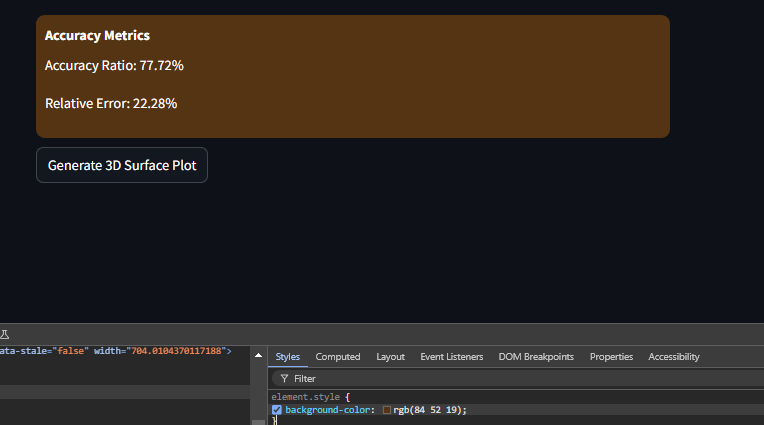 Accuracy Metrics
Accuracy Ratio: 77.72%
Relative Error: 22.28%
Generate 3D Surface Plot
ata-stale="false" width="704.0104370117188">
Styles Computed Layout Event Listeners DOM Breakpoints Properties Accessibility
Filter
element.style {
background-color: rgb(84 52 19);
}